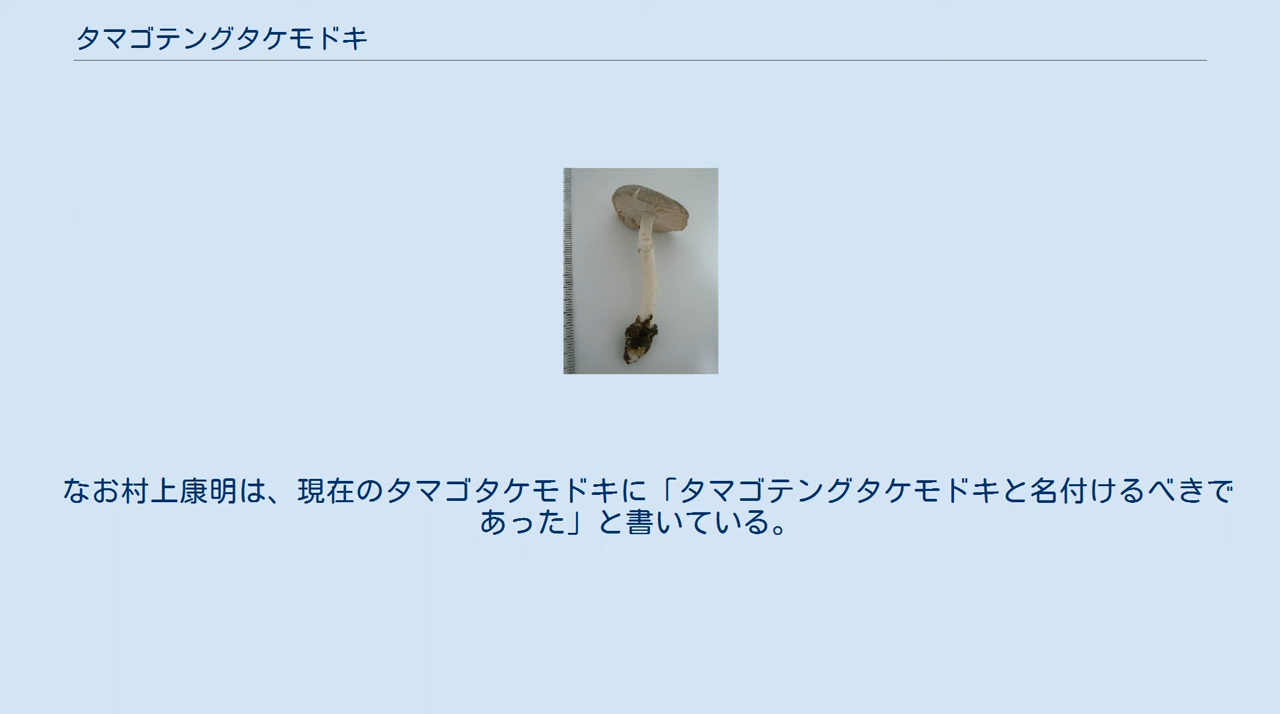 タマゴテングタケモドキ
なお村上康明は、現在のタマゴタケモドキに「タマゴテングタケモドキと名付けるべきで
あった」と書いている。